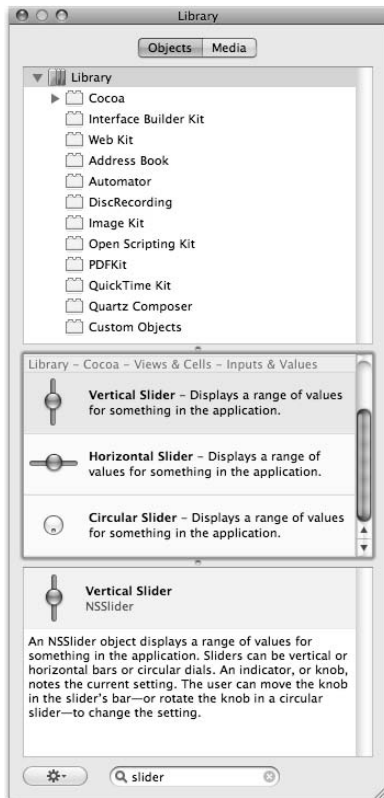 Library
Objects Media
Library
Cocoa
Interface Builder Kit
Web Kit
Address Book
Automator
DiscRecording
Image Kit
Open Scripting Kit
PDFKit
QuickTime Kit
Quartz Composer
Custom Objects
Library – Cocoa – Views & Cells – Inputs & Values
Vertical Slider – Displays a range of values
for something in the application.
Horizontal Slider – Displays a range of
values for something in the application.
Circular Slider – Displays a range of values
for something in the application.
Vertical Slider
NSSlider
An NSSlider object displays a range of values for
something in the application. Sliders can be vertical or
horizontal bars or circular dials. An indicator, or knob,
notes the current setting. The user can move the knob
in the slider's bar—or rotate the knob in a circular
slider—to change the setting.
slider